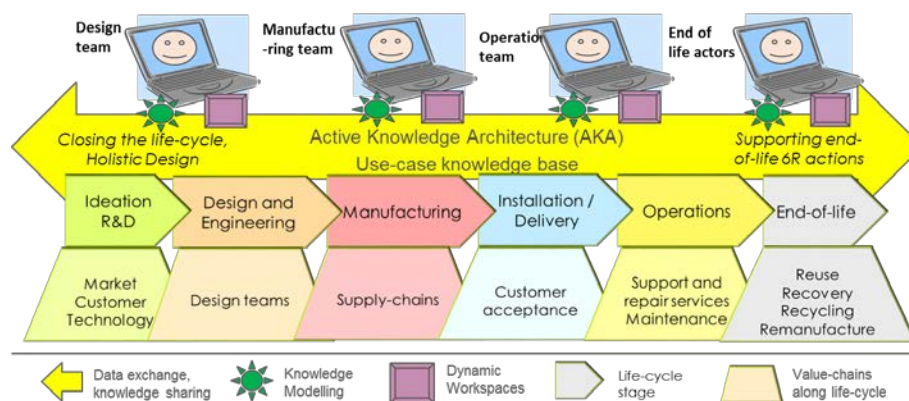 Design
team
Manufactu
-ring team
Operation
team
End of
life actors
Closing the life-cycle,
Holistic Design
Active Knowledge Architecture (AKA)
Use-case knowledge base
Supporting end-
of-life 6R actions
Ideation
R&D
Design and
Engineering
Manufacturing
Installation /
Delivery
Operations
End-of-life
Market
Customer
Technology
Design teams
Supply-chains
Customer
acceptance
Support and
repair services
Maintenance
Reuse
Recovery
Recycling
Remanufacture
Data exchange,
knowledge sharing
Knowledge
Modelling
Dynamic
Workspaces
Life-cycle
stage
Value-chains
along life-cycle